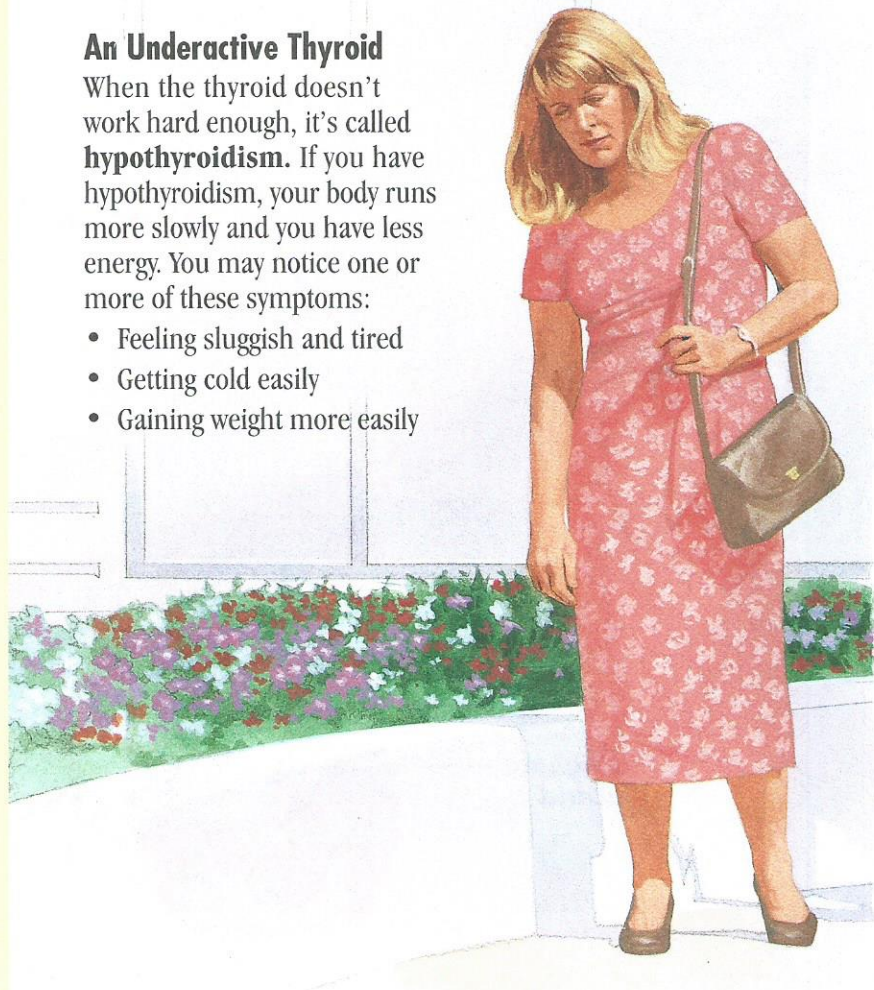 An Underactive Thyroid
When the thyroid doesn't
work hard enough, it's called
hypothyroidism. If you have
hypothyroidism, your body runs
more slowly and you have less
energy. You may notice one or
more of these symptoms:
• Feeling sluggish and tired
• Getting cold easily
• Gaining weight more easily